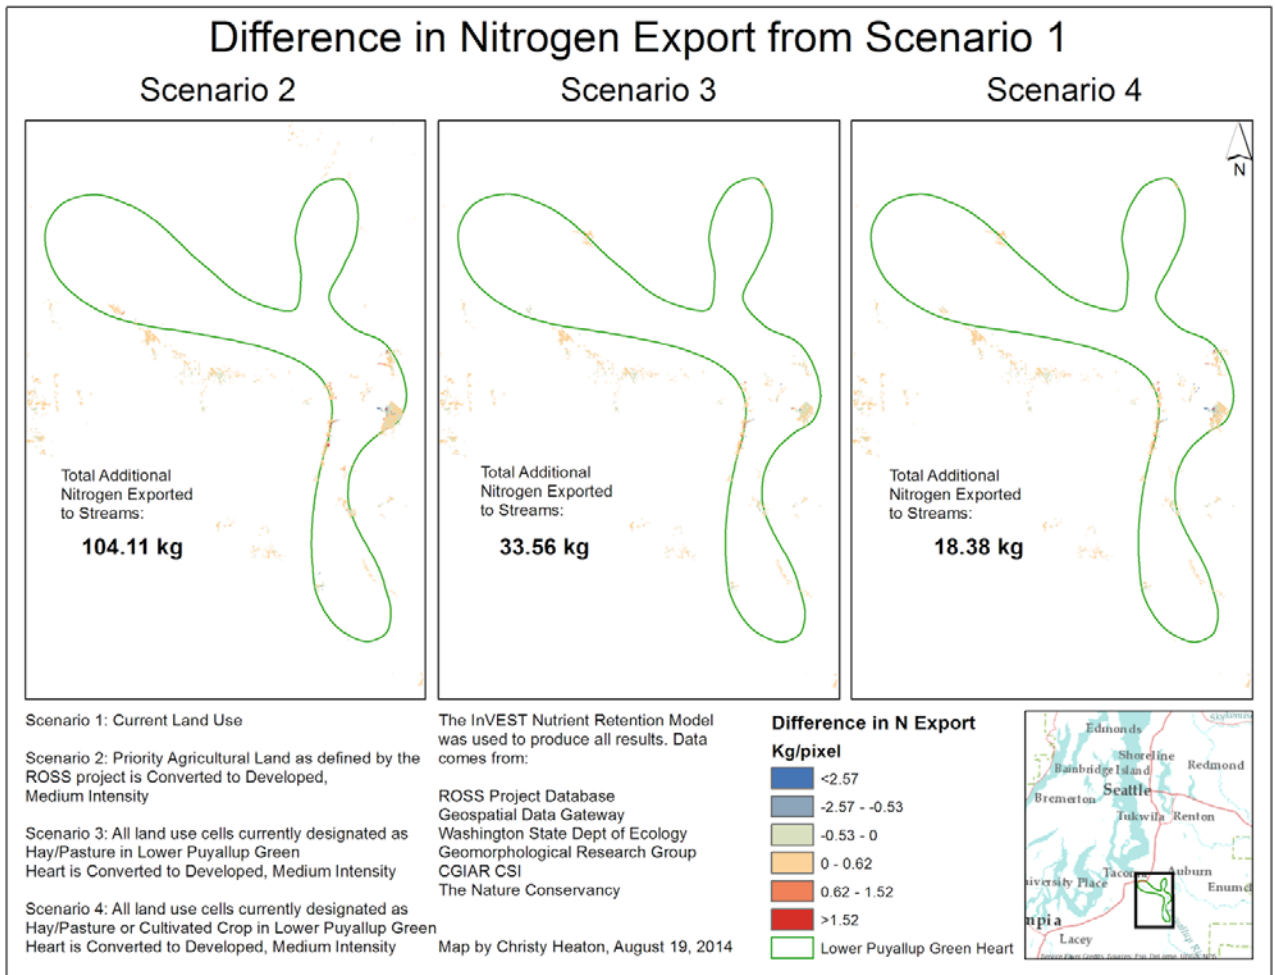 Difference in Nitrogen Export from Scenario 1
Scenario 2
Scenario 3
Scenario 4
N
Total Additional
Nitrogen Exported
to Streams:
104.11 kg
Total Additional
Nitrogen Exported
to Streams:
33.56 kg
Total Additional
Nitrogen Exported
to Streams:
18.38 kg
Scenario 1: Current Land Use
Scenario 2: Priority Agricultural Land as defined by the
ROSS project is Converted to Developed,
Medium Intensity
Scenario 3: All land use cells currently designated as
Hay/Pasture in Lower Puyallup Green
Heart is Converted to Developed, Medium Intensity
Scenario 4: All land use cells currently designated as
Hay/Pasture or Cultivated Crop in Lower Puyallup Green
Heart is Converted to Developed, Medium Intensity
The InVEST Nutrient Retention Model
was used to produce all results. Data
comes from:
ROSS Project Database
Geospatial Data Gateway
Washington State Dept of Ecology
Geomorphological Research Group
CGIAR CSI
The Nature Conservancy
Map by Christy Heaton, August 19, 2014
Difference in N Export
Kg/pixel
<2.57
-2.57 - -0.53
-0.53 - 0
0 - 0.62
0.62 - 1.52
>1.52
Lower Puyallup Green Heart
Edmonds
Shoreline
Bainbridge Island
Redmond
Seattle
Bremerton
Tukwila
Renton
Tacom
Auburn
iversity Place
Enumd
mpia
Lacey